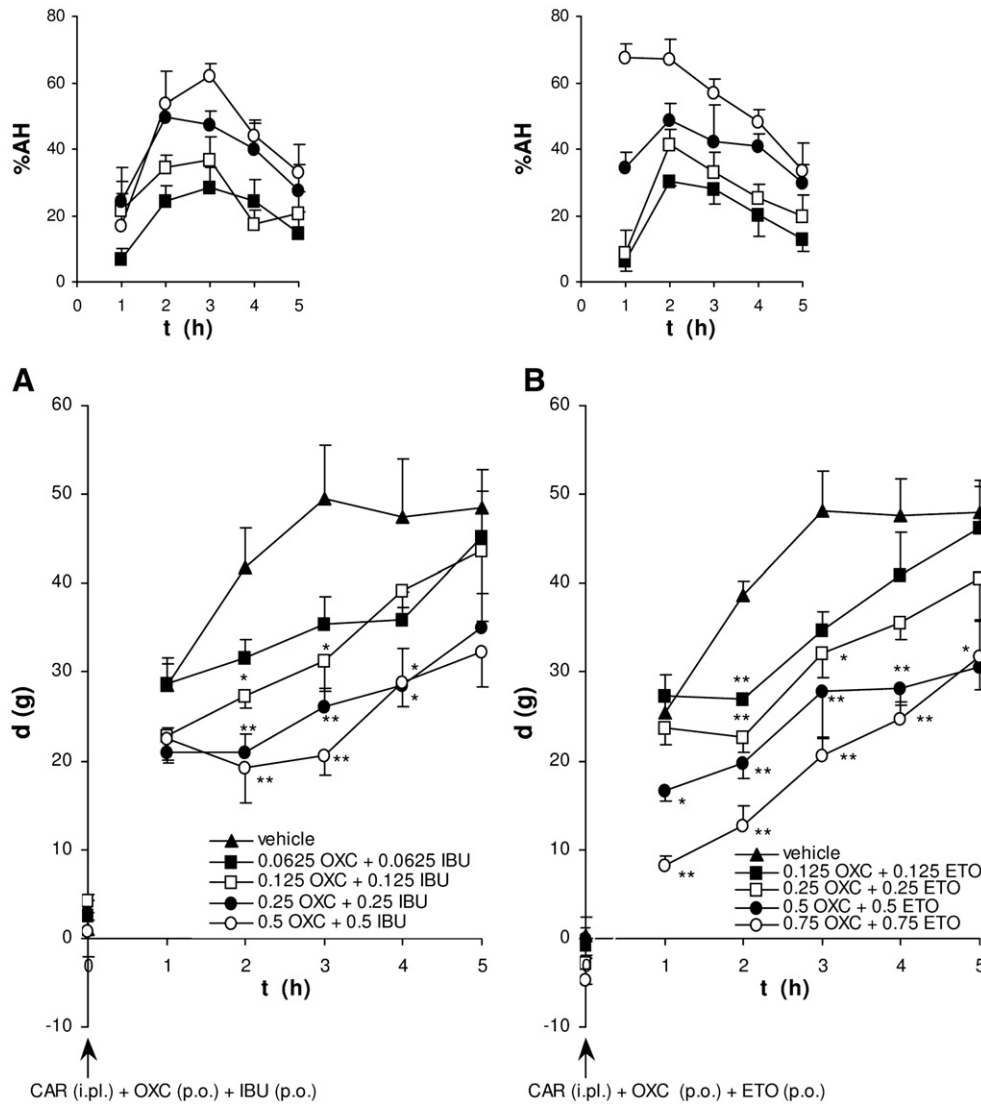 80
60
40
20
0
%AH
0 1 2 3 4 5
t (h)
80
60
40
20
0
%AH
0 1 2 3 4 5
t (h)
A
60
50
40
30
20
10
0
-10
d (g)
* *
** **
** **
*
*
vehicle
0.0625 OXC + 0.0625 IBU
0.125 OXC + 0.125 IBU
0.25 OXC + 0.25 IBU
0.5 OXC + 0.5 IBU
0 1 2 3 4 5
t (h)
CAR (i.pl.) + OXC (p.o.) + IBU (p.o.)
B
60
50
40
30
20
10
0
-10
d (g)
** * ** *
** ** **
* **
** **
**
vehicle
0.125 OXC + 0.125 ETO
0.25 OXC + 0.25 ETO
0.5 OXC + 0.5 ETO
0.75 OXC + 0.75 ETO
0 1 2 3 4 5
t (h)
CAR (i.pl.) + OXC (p.o.) + ETO (p.o.)